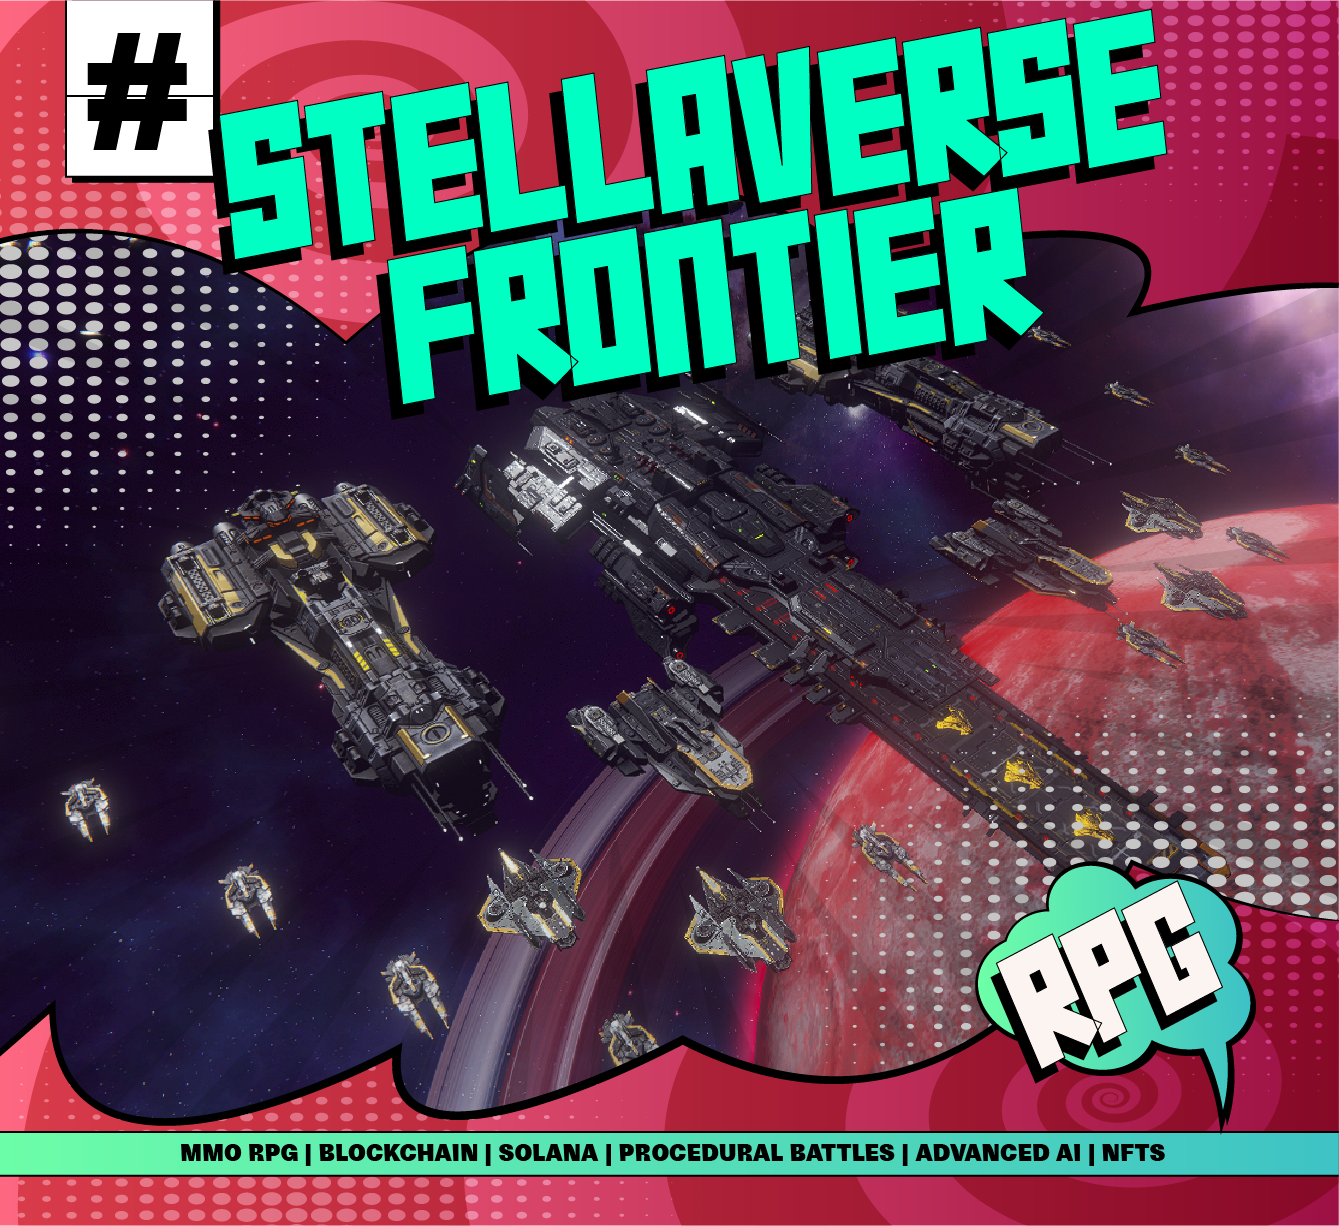 #
STELLAVERSE
FRONTIER
RPG
MMO RPG | BLOCKCHAIN | SOLANA | PROCEDURAL BATTLES | ADVANCED AI | NFTS